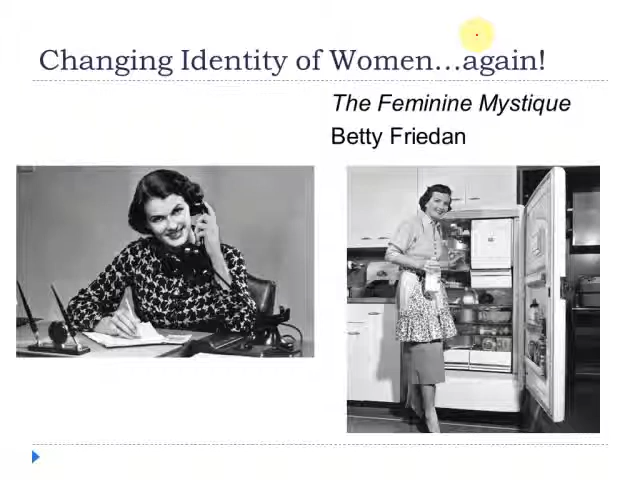 Changing Identity of Women...again!
The Feminine Mystique
Betty Friedan